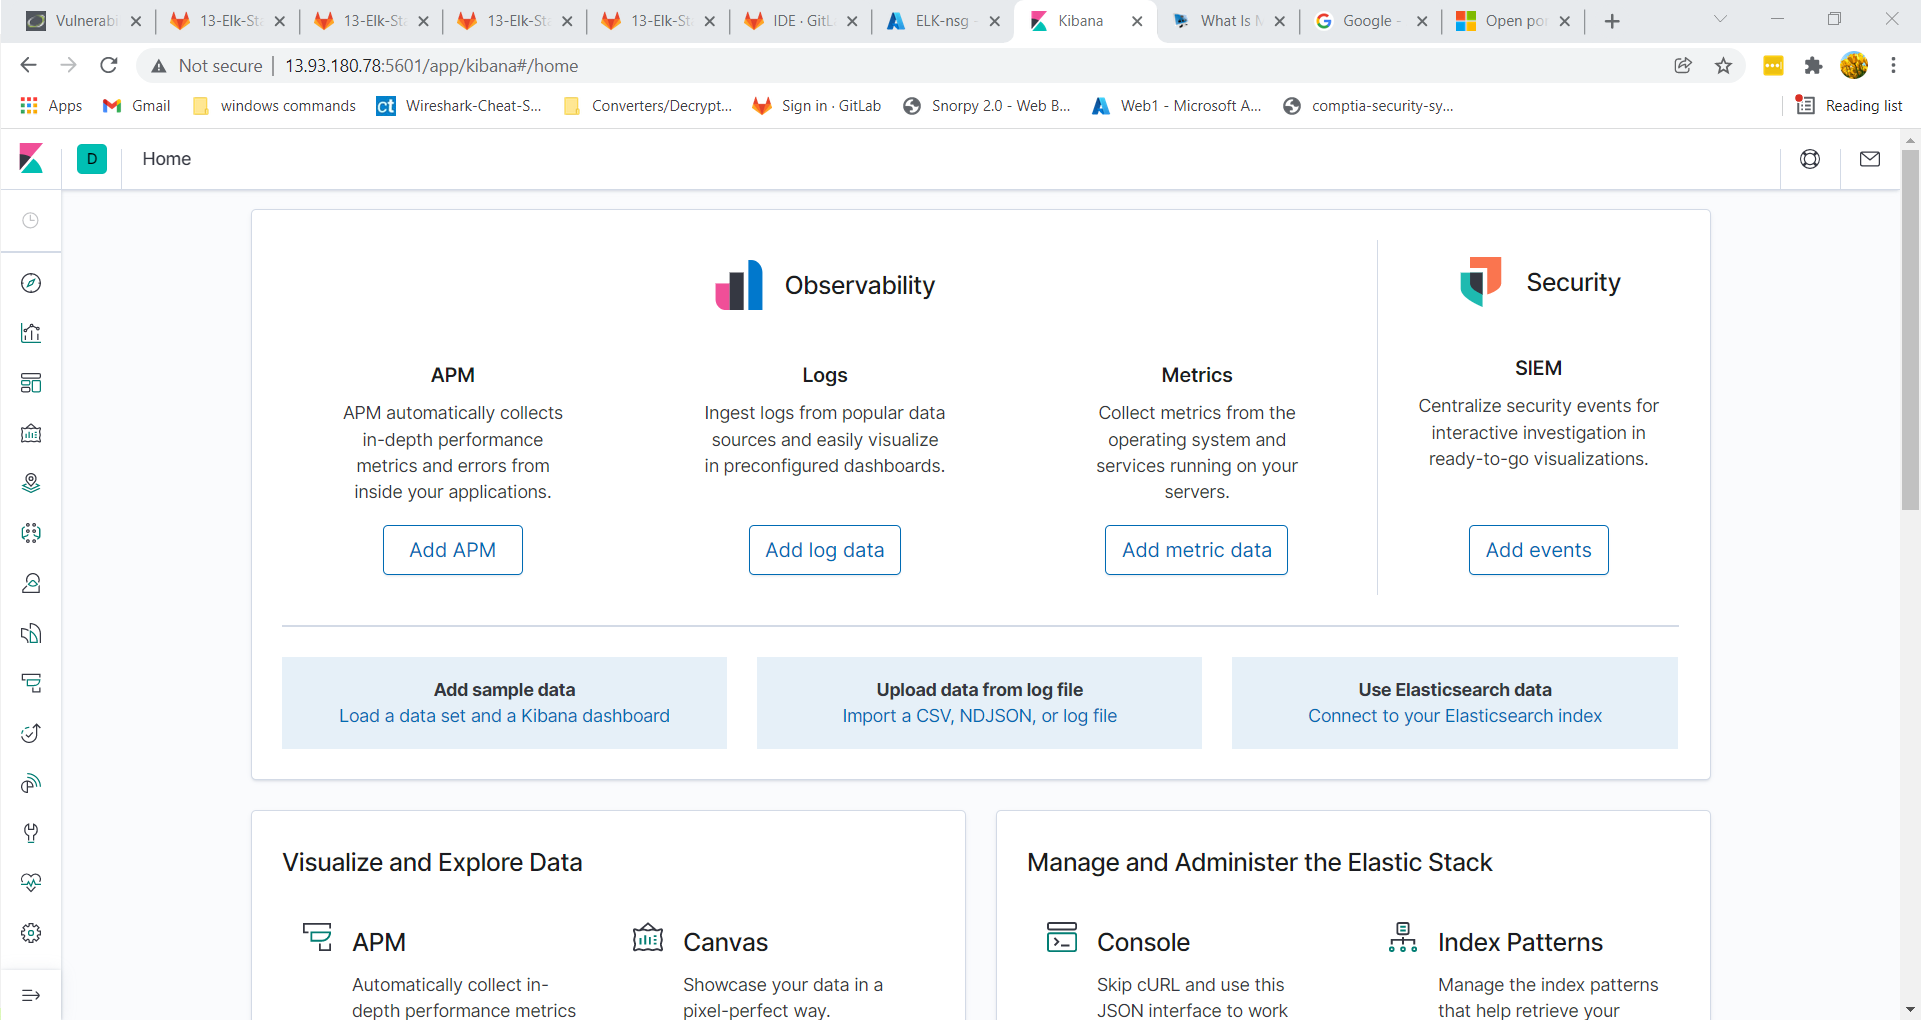 Vulnerabi
13-Elk-Sta
13-Elk-Sta
13-Elk-Sta
13-Elk-Sta
IDE · GitL
ELK-nsg -
Kibana
What Is M
Google -
Open por
Not secure
13.93.180.78:5601/app/kibana#/home
Apps
Gmail
windows commands
ct
Wireshark-Cheat-S...
Converters/Decrypt...
Sign in · GitLab
Snorpy 2.0 - Web B...
Web1 - Microsoft A...
comptia-security-sy...
Reading list
D
Home
Observability
Security
APM
APM automatically collects
in-depth performance
metrics and errors from
inside your applications.
Add APM
Logs
Ingest logs from popular data
sources and easily visualize
in preconfigured dashboards.
Add log data
Metrics
Collect metrics from the
operating system and
services running on your
servers.
Add metric data
SIEM
Centralize security events for
interactive investigation in
ready-to-go visualizations.
Add events
Add sample data
Load a data set and a Kibana dashboard
Upload data from log file
Import a CSV, NDJSON, or log file
Use Elasticsearch data
Connect to your Elasticsearch index
Visualize and Explore Data
APM
Automatically collect in-
depth performance metrics
Canvas
Showcase your data in a
pixel-perfect way.
Manage and Administer the Elastic Stack
Console
Skip cURL and use this
JSON interface to work
Index Patterns
Manage the index patterns
that help retrieve your